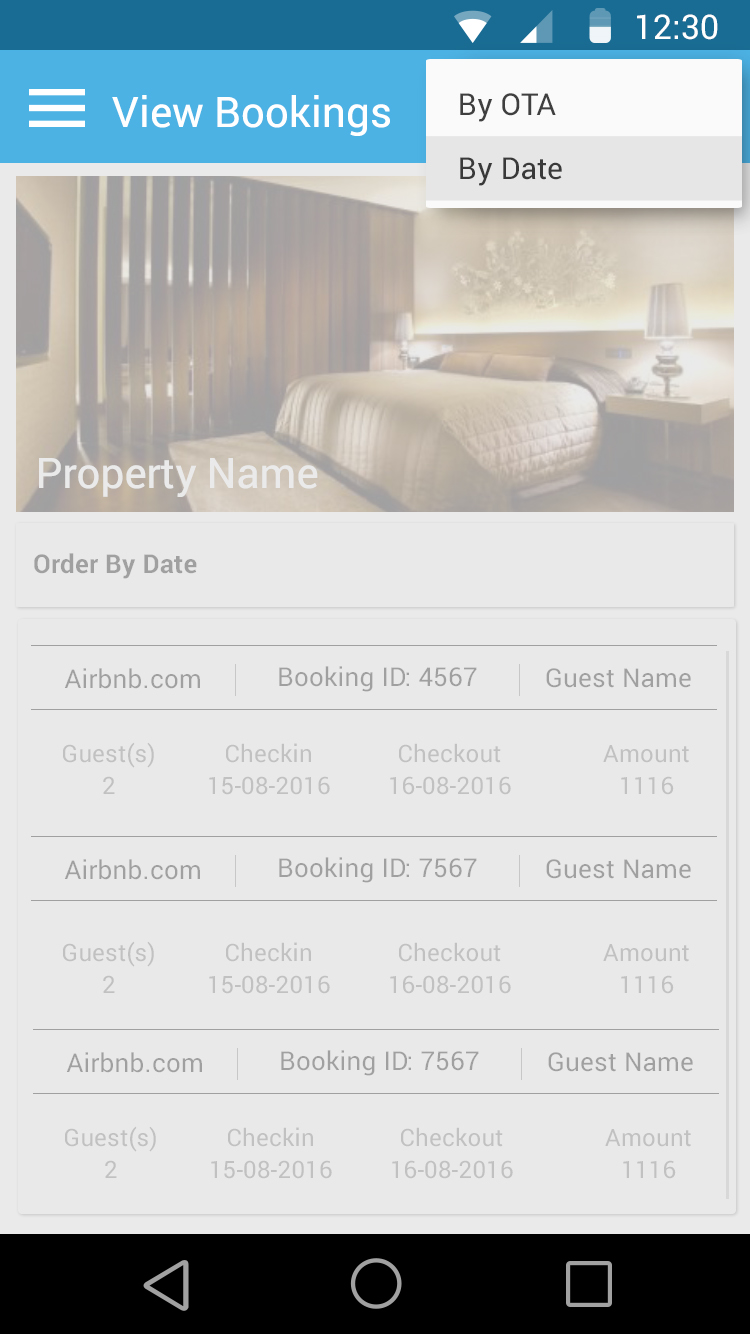 12:30
View Bookings
By OTA
By Date
Property Name
Order By Date
Airbnb.com Booking ID: 4567 Guest Name
Guest(s) Checkin Checkout Amount
2 15-08-2016 16-08-2016 1116
Airbnb.com Booking ID: 7567 Guest Name
Guest(s) Checkin Checkout Amount
2 15-08-2016 16-08-2016 1116
Airbnb.com Booking ID: 7567 Guest Name
Guest(s) Checkin Checkout Amount
2 15-08-2016 16-08-2016 1116